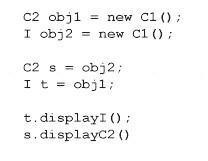 C2 obj1 = new C1();
I obj2 = new C1();
C2 s = obj2;
I t = obj1;
t.displayI();
s.displayC2()